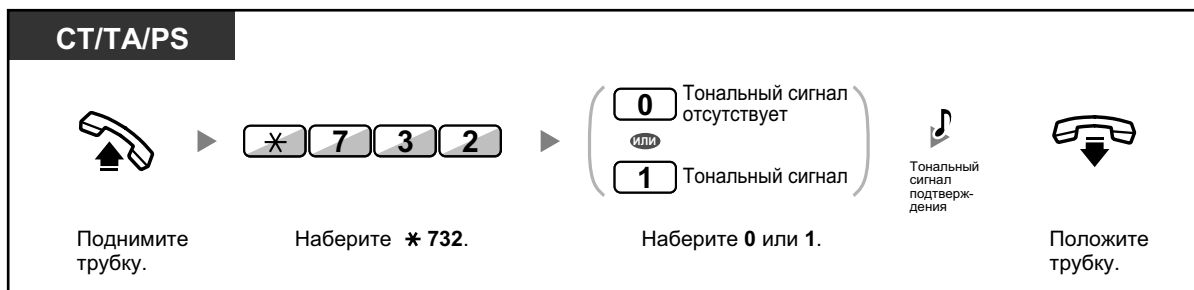 CT/TA/PS
✳ 7 3 2
0 Тональный сигнал
отсутствует
или
1 Тональный сигнал
Тональный
сигнал
подтверж-
дения
Поднимите
трубку.
Наберите ✳ 732.
Наберите 0 или 1.
Положите
трубку.